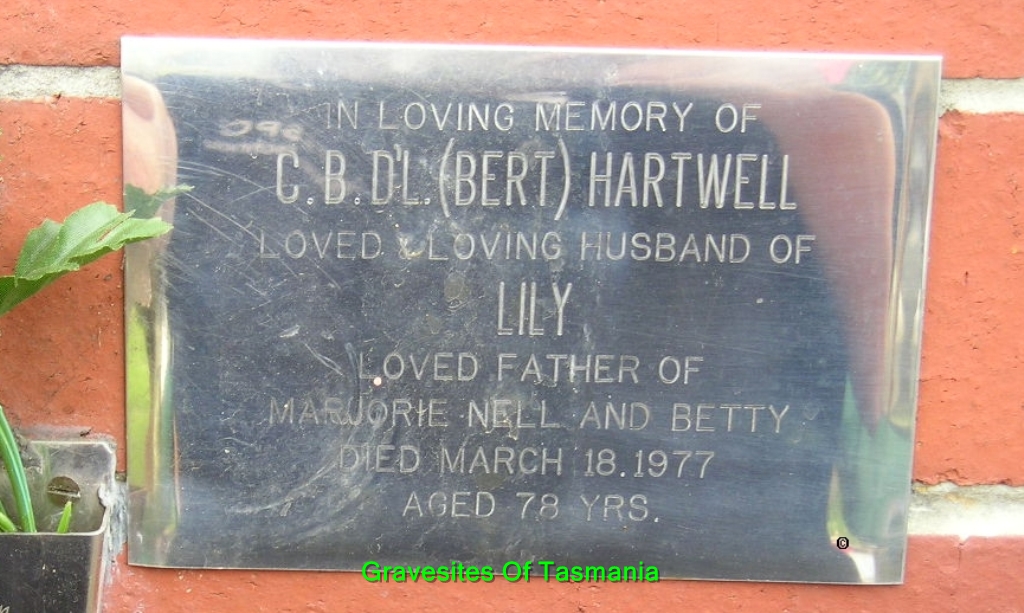 IN LOVING MEMORY OF
C.B.D'L.(BERT) HARTWELL
LOVED & LOVING HUSBAND OF
LILY
LOVED FATHER OF
MARJORIE NELL AND BETTY
DIED MARCH 18.1977
AGED 78 YRS.
©
Gravesites Of Tasmania